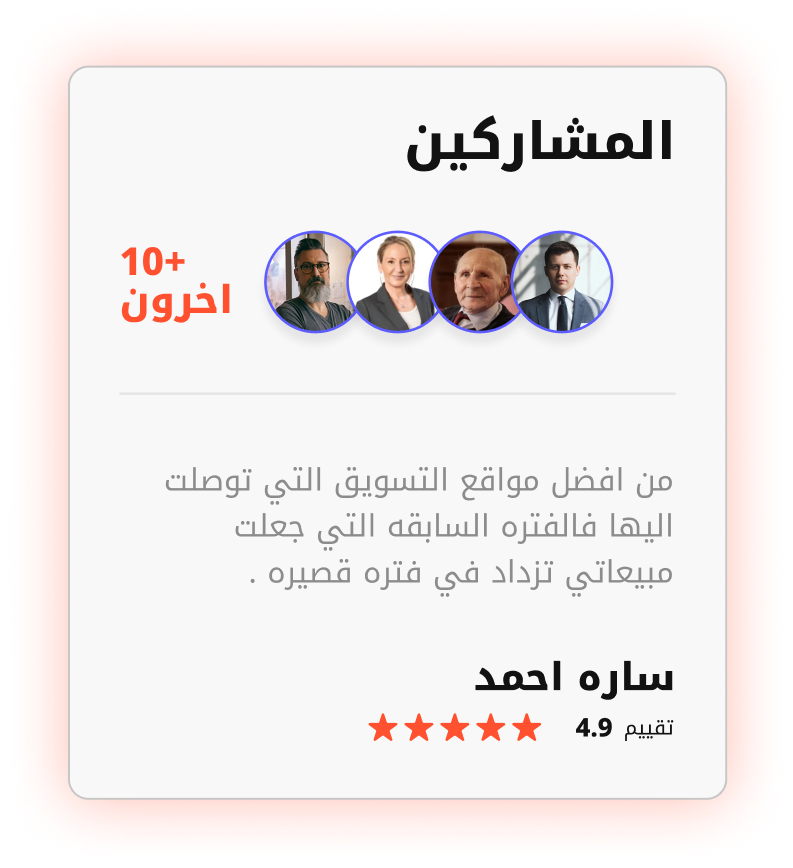 المشاركين
10+
اخرون
من افضل مواقع التسويق التي توصلت
اليها فالفتره السابقه التي جعلت
مبيعاتي تزداد في فتره قصيره .
ساره احمد
تقييم 4.9